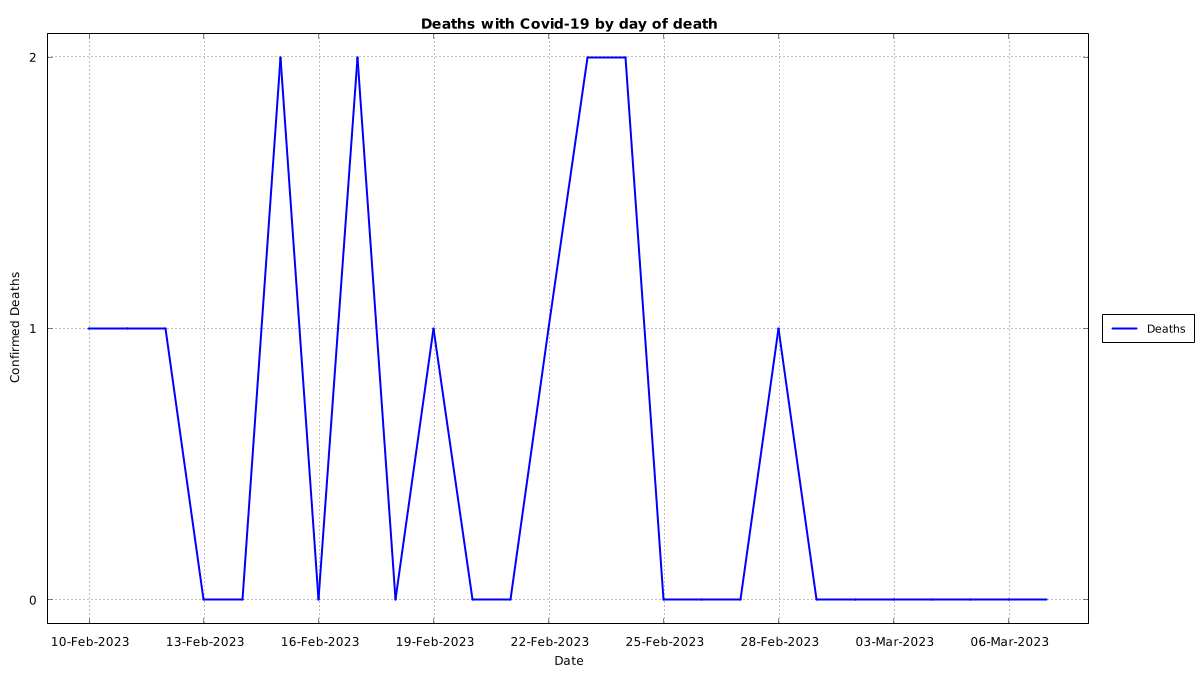 Deaths with Covid-19 by day of death
2
1
0
Confirmed Deaths
10-Feb-2023 13-Feb-2023 16-Feb-2023 19-Feb-2023 22-Feb-2023 25-Feb-2023 28-Feb-2023 03-Mar-2023 06-Mar-2023
Date
Deaths